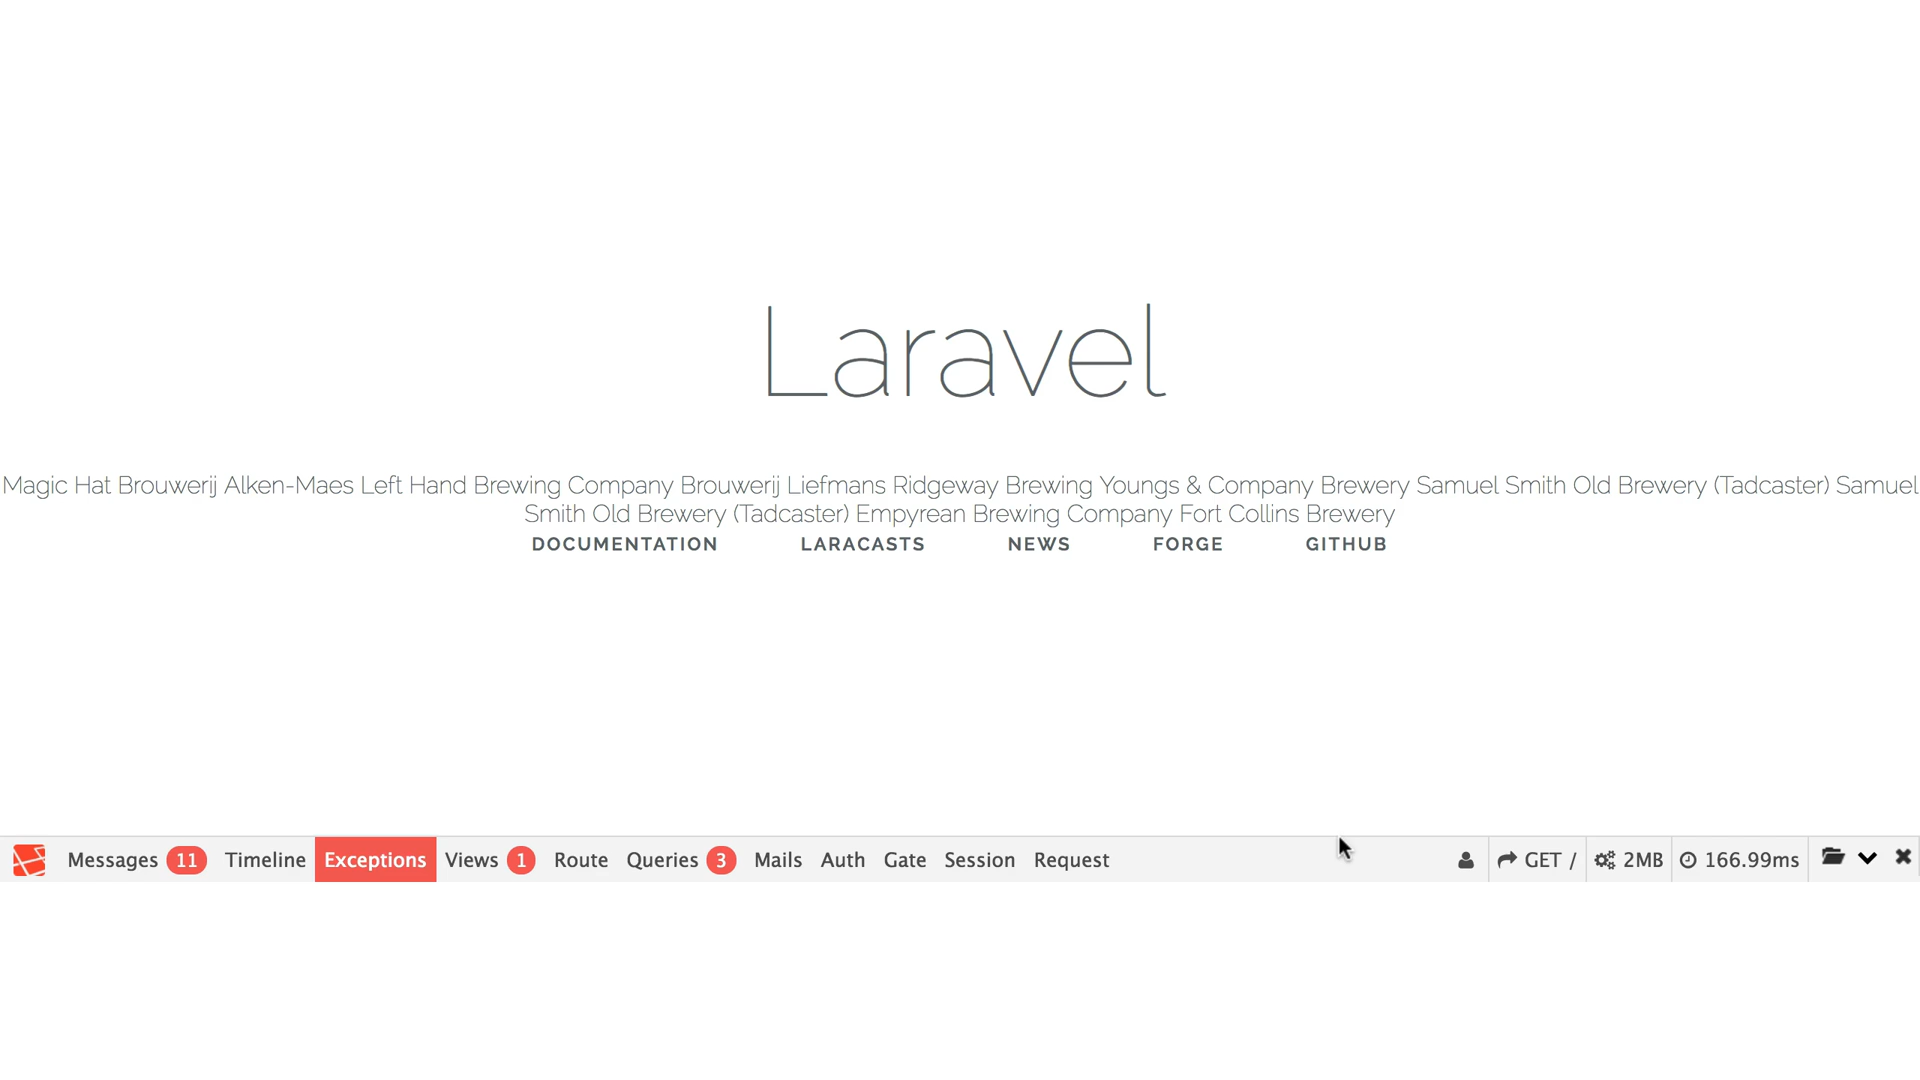 Laravel
Magic Hat Brouwerij Alken-Maes Left Hand Brewing Company Brouwerij Liefmans Ridgeway Brewing Youngs & Company Brewery Samuel Smith Old Brewery (Tadcaster) Samuel
Smith Old Brewery (Tadcaster) Empyrean Brewing Company Fort Collins Brewery
DOCUMENTATION LARACASTS NEWS FORGE GITHUB
Messages 11 Timeline Exceptions Views 1 Route Queries 3 Mails Auth Gate Session Request GET / 2MB 166.99ms